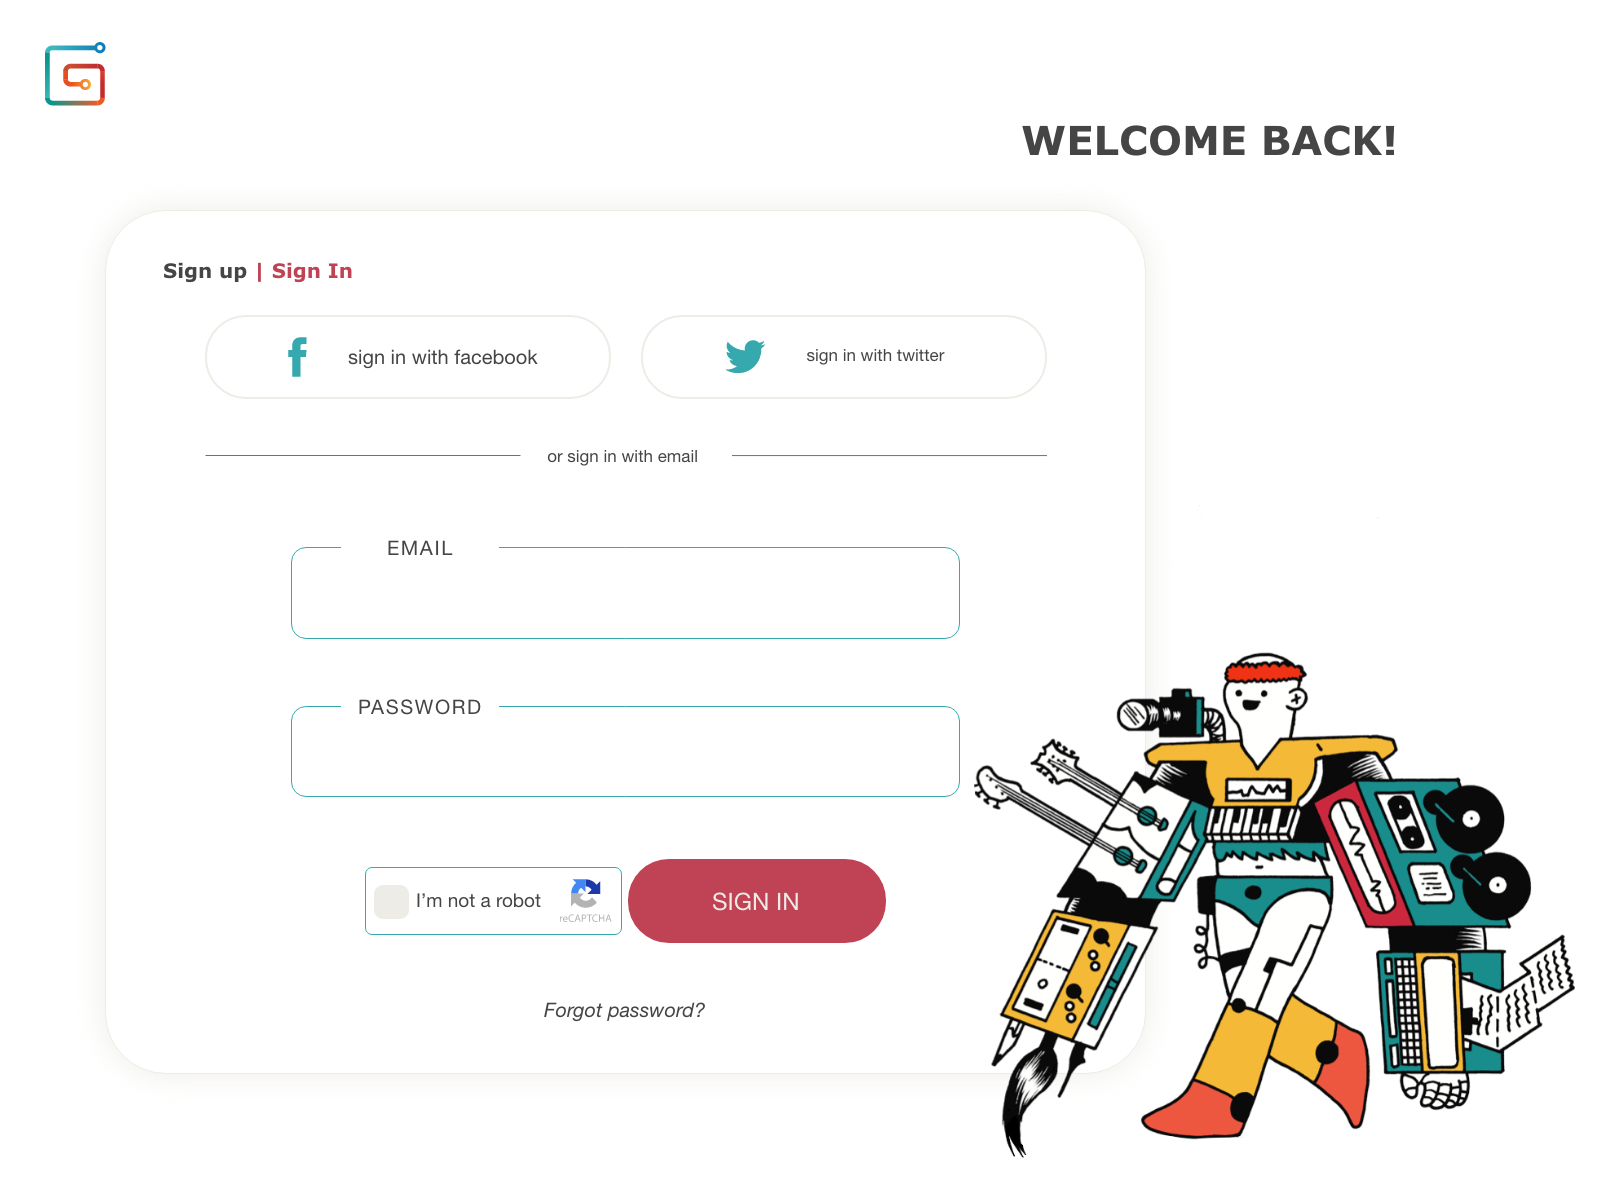 WELCOME BACK!
Sign up | Sign In
sign in with facebook
sign in with twitter
or sign in with email
EMAIL
PASSWORD
I'm not a robot
reCAPTCHA
SIGN IN
Forgot password?